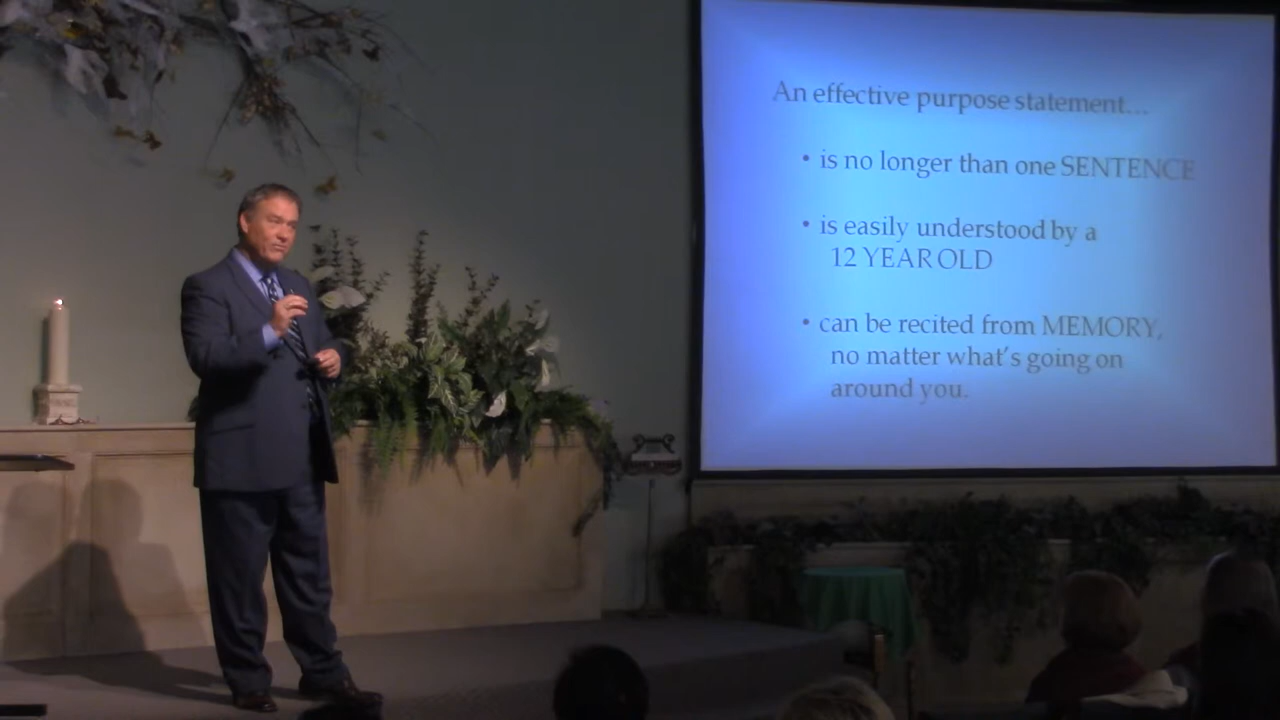 An effective purpose statement...
• is no longer than one SENTENCE
• is easily understood by a
12 YEAR OLD
• can be recited from MEMORY,
no matter what's going on
around you.